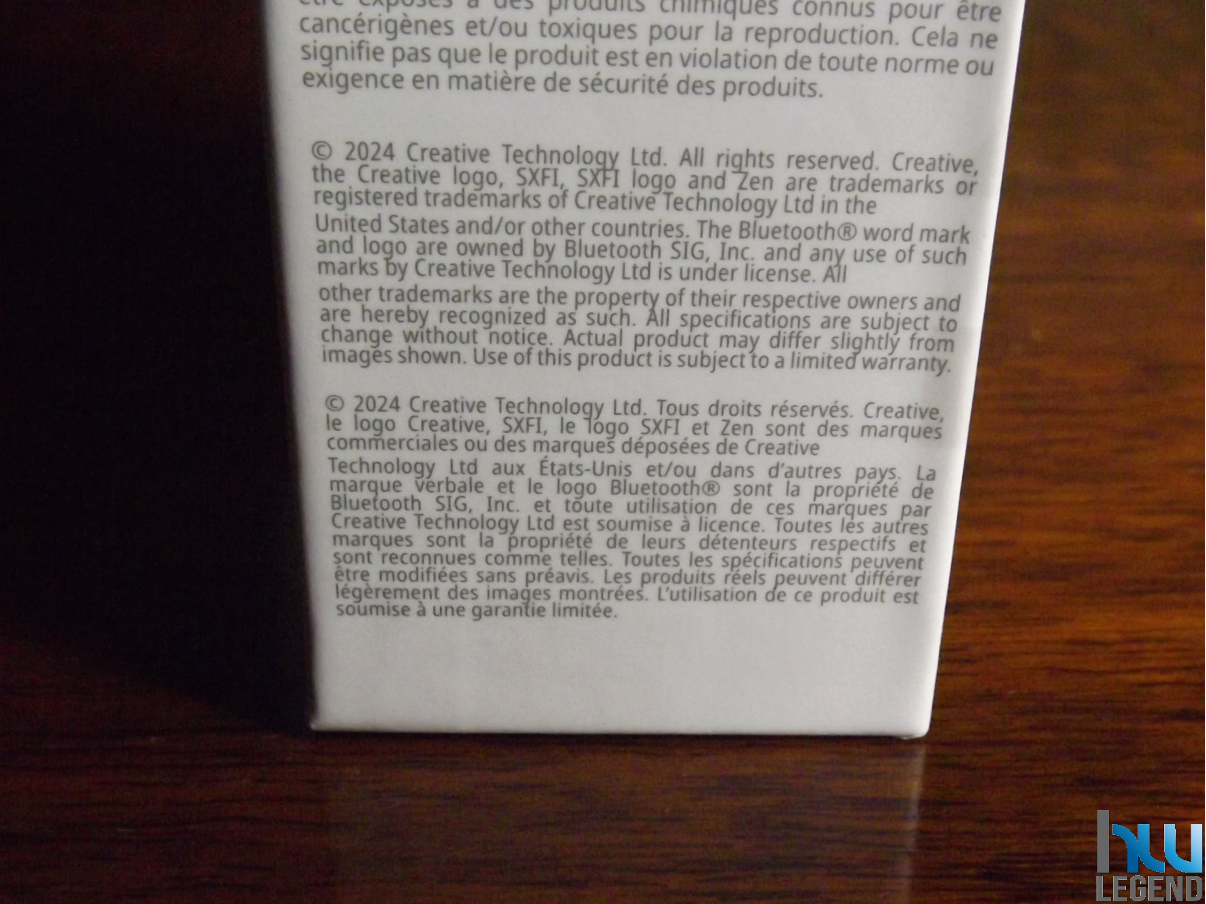 être exposés à des produits chimiques connus pour être
cancérigènes et/ou toxiques pour la reproduction. Cela ne
signifie pas que le produit est en violation de toute norme ou
exigence en matière de sécurité des produits.
© 2024 Creative Technology Ltd. All rights reserved. Creative,
the Creative logo, SXFI, SXFI logo and Zen are trademarks or
registered trademarks of Creative Technology Ltd in the
United States and/or other countries. The Bluetooth® word mark
and logo are owned by Bluetooth SIG, Inc. and any use of such
marks by Creative Technology Ltd is under license. All
other trademarks are the property of their respective owners and
are hereby recognized as such. All specifications are subject to
change without notice. Actual product may differ slightly from
images shown. Use of this product is subject to a limited warranty.
© 2024 Creative Technology Ltd. Tous droits réservés. Creative,
le logo Creative, SXFI, le logo SXFI et Zen sont des marques
commerciales ou des marques déposées de Creative
Technology Ltd aux États-Unis et/ou dans d'autres pays. La
marque verbale et le logo Bluetooth® sont la propriété de
Bluetooth SIG, Inc. et toute utilisation de ces marques par
Creative Technology Ltd est soumise à licence. Toutes les autres
marques sont la propriété de leurs détenteurs respectifs et
sont reconnues comme telles. Toutes les spécifications peuvent
être modifiées sans préavis. Les produits réels peuvent différer
légèrement des images montrées. L'utilisation de ce produit est
soumise à une garantie limitée.
HW
LEGEND